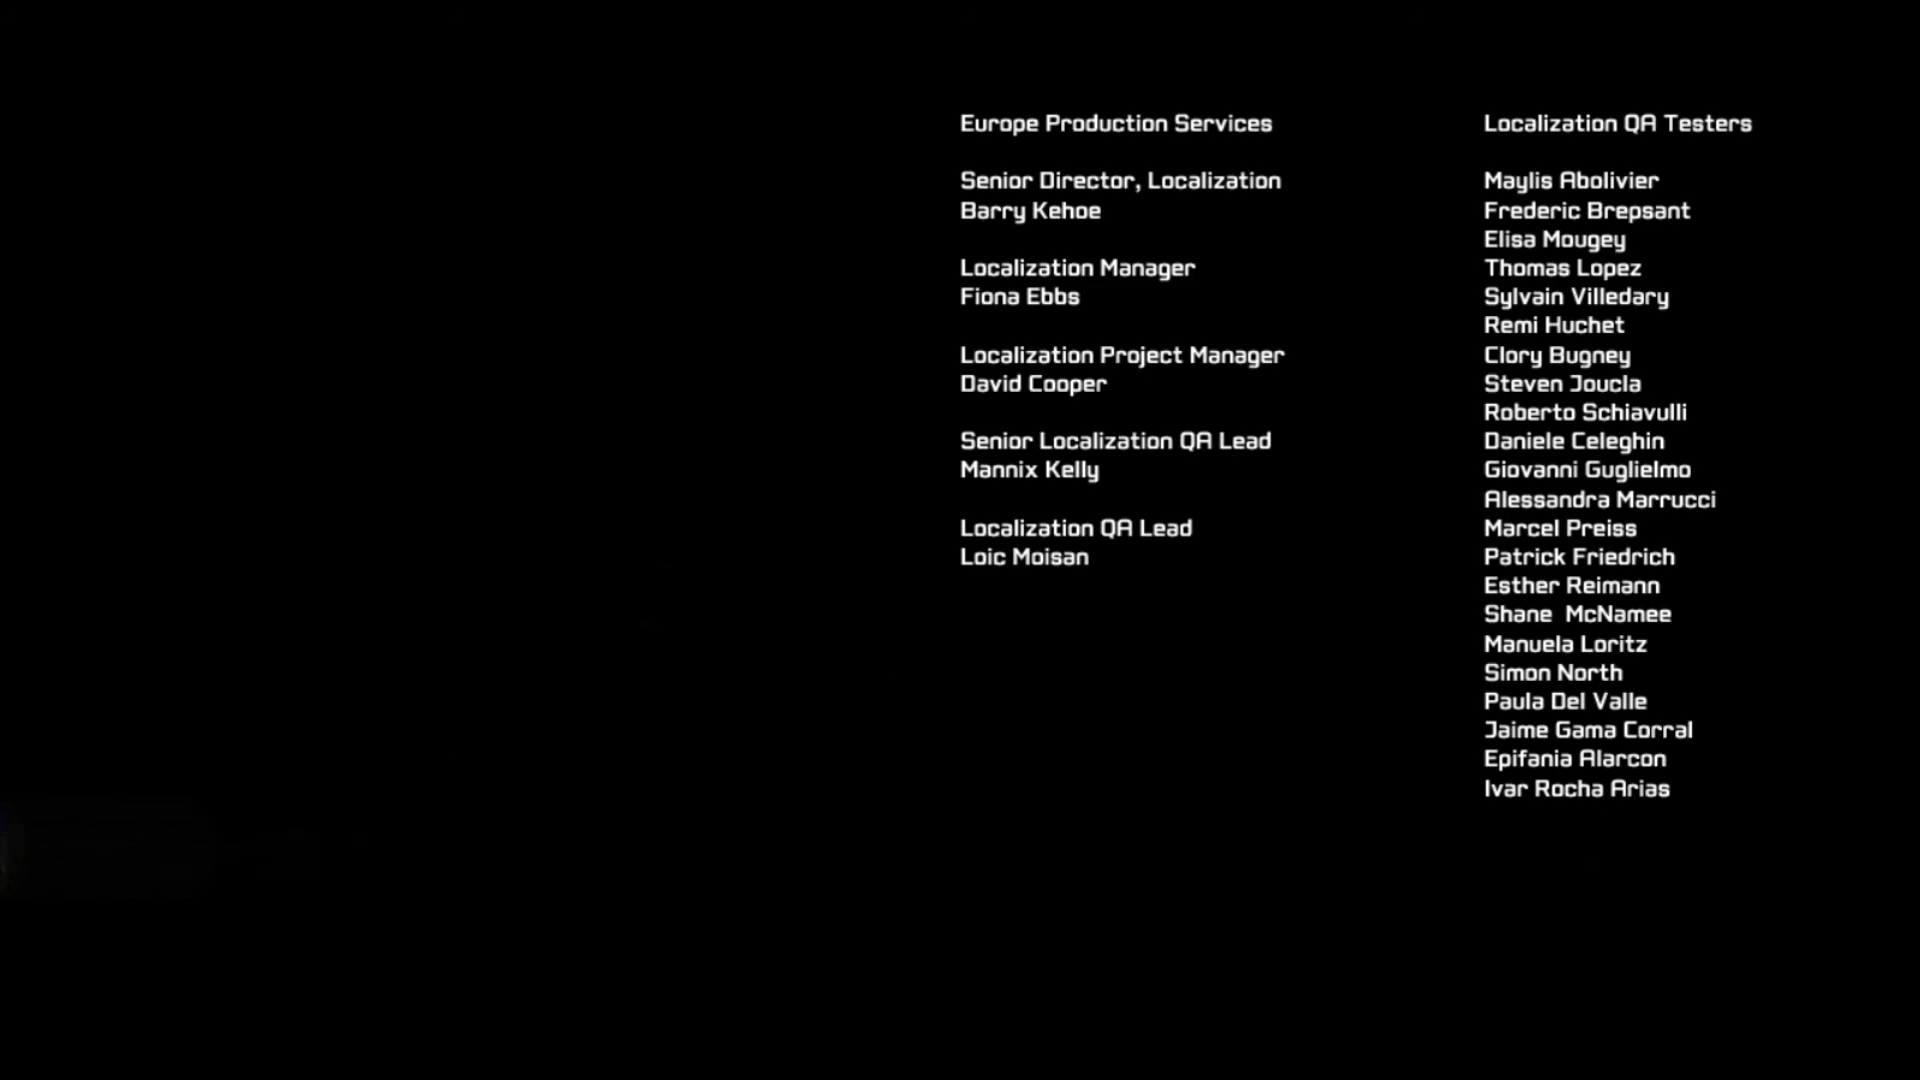 Europe Production Services
Senior Director, Localization
Barry Kehoe
Localization Manager
Fiona Ebbs
Localization Project Manager
David Cooper
Senior Localization QA Lead
Mannix Kelly
Localization QA Lead
Loic Moisan
Localization QA Testers
Maylis Abolivier
Frederic Brepsant
Elisa Mougey
Thomas Lopez
Sylvain Villedary
Remi Huchet
Clory Bugney
Steven Joucla
Roberto Schiavulli
Daniele Celeghin
Giovanni Guglielmo
Alessandra Marrucci
Marcel Preiss
Patrick Friedrich
Esther Reimann
Shane  McNamee
Manuela Loritz
Simon North
Paula Del Valle
Jaime Gama Corral
Epifania Alarcon
Ivar Rocha Arias